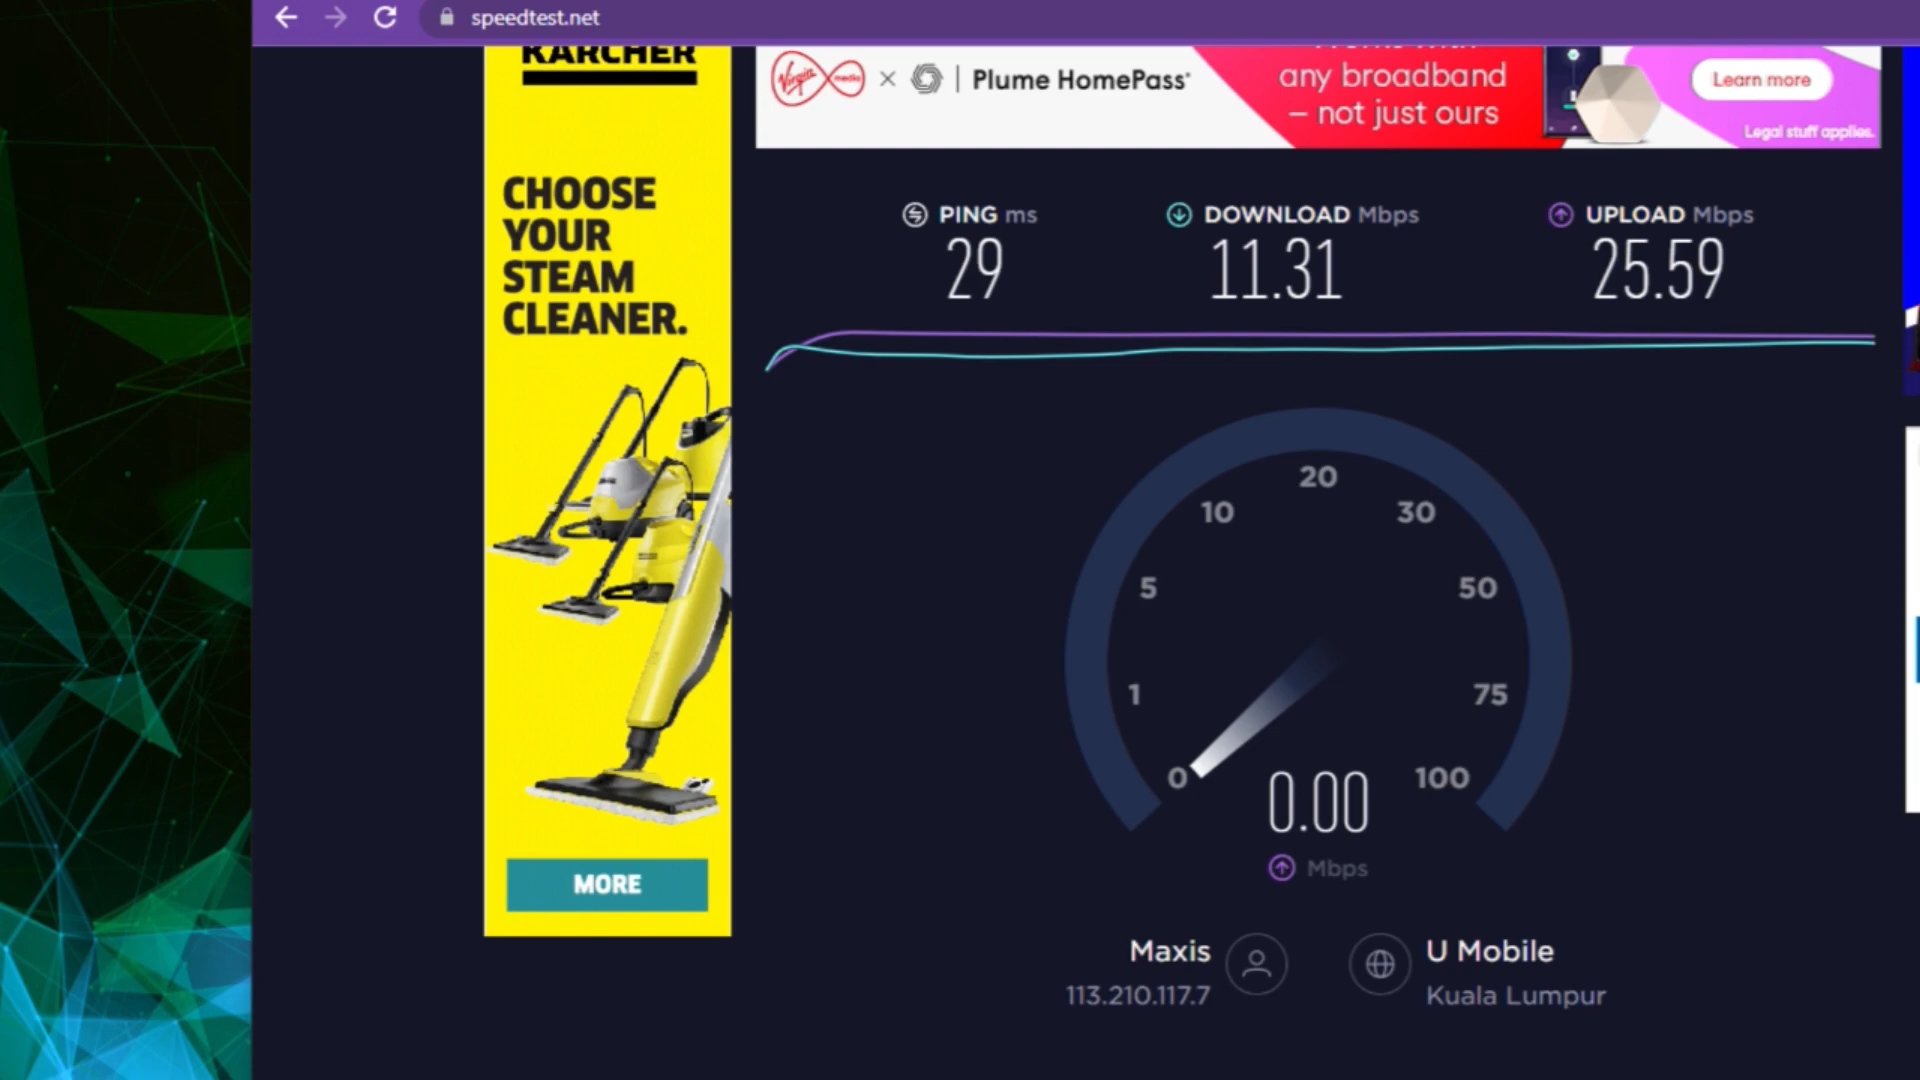 speedtest.net
KARCHER
CHOOSE
YOUR
STEAM
CLEANER.
MORE
Virgin media × | Plume HomePass
any broadband
– not just ours
Learn more
Legal stuff applies.
PING ms
29
DOWNLOAD Mbps
11.31
UPLOAD Mbps
25.59
0
1
5
10
20
30
50
75
100
0.00
Mbps
Maxis
113.210.117.7
U Mobile
Kuala Lumpur